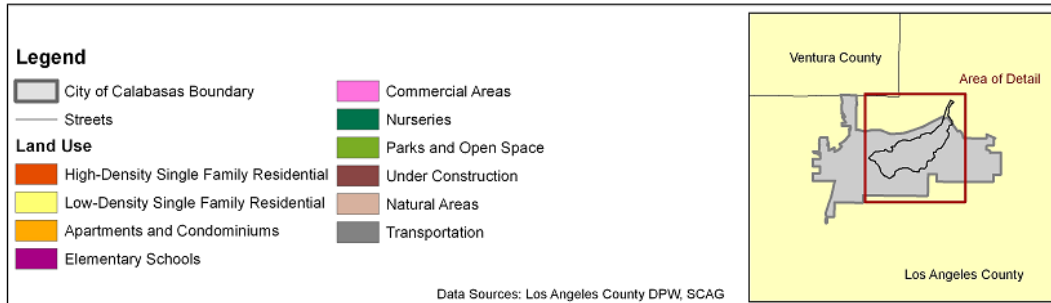 Legend
City of Calabasas Boundary
Streets
Land Use
High-Density Single Family Residential
Low-Density Single Family Residential
Apartments and Condominiums
Elementary Schools
Commercial Areas
Nurseries
Parks and Open Space
Under Construction
Natural Areas
Transportation
Data Sources: Los Angeles County DPW, SCAG
Ventura County
Area of Detail
Los Angeles County